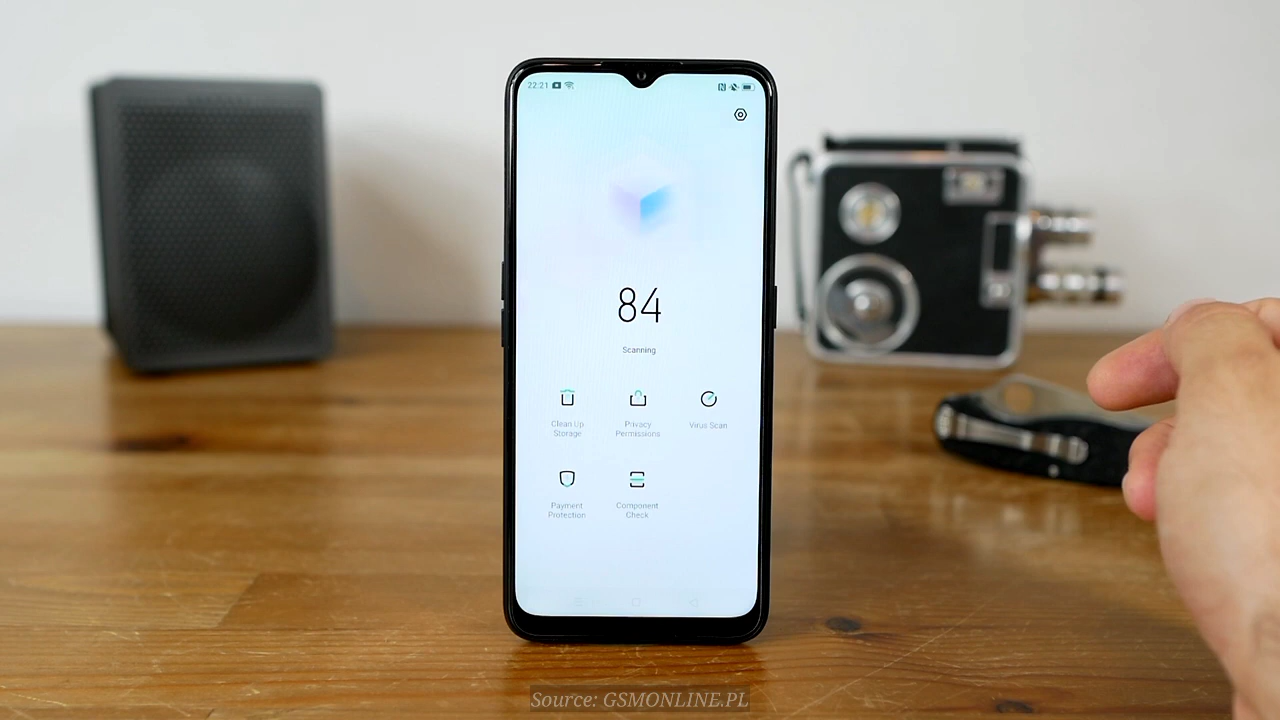 22:21
84
Scanning
Clean Up
Storage
Privacy
Permissions
Virus Scan
Payment
Protection
Component
Check
Source: GSMONLINE.PL